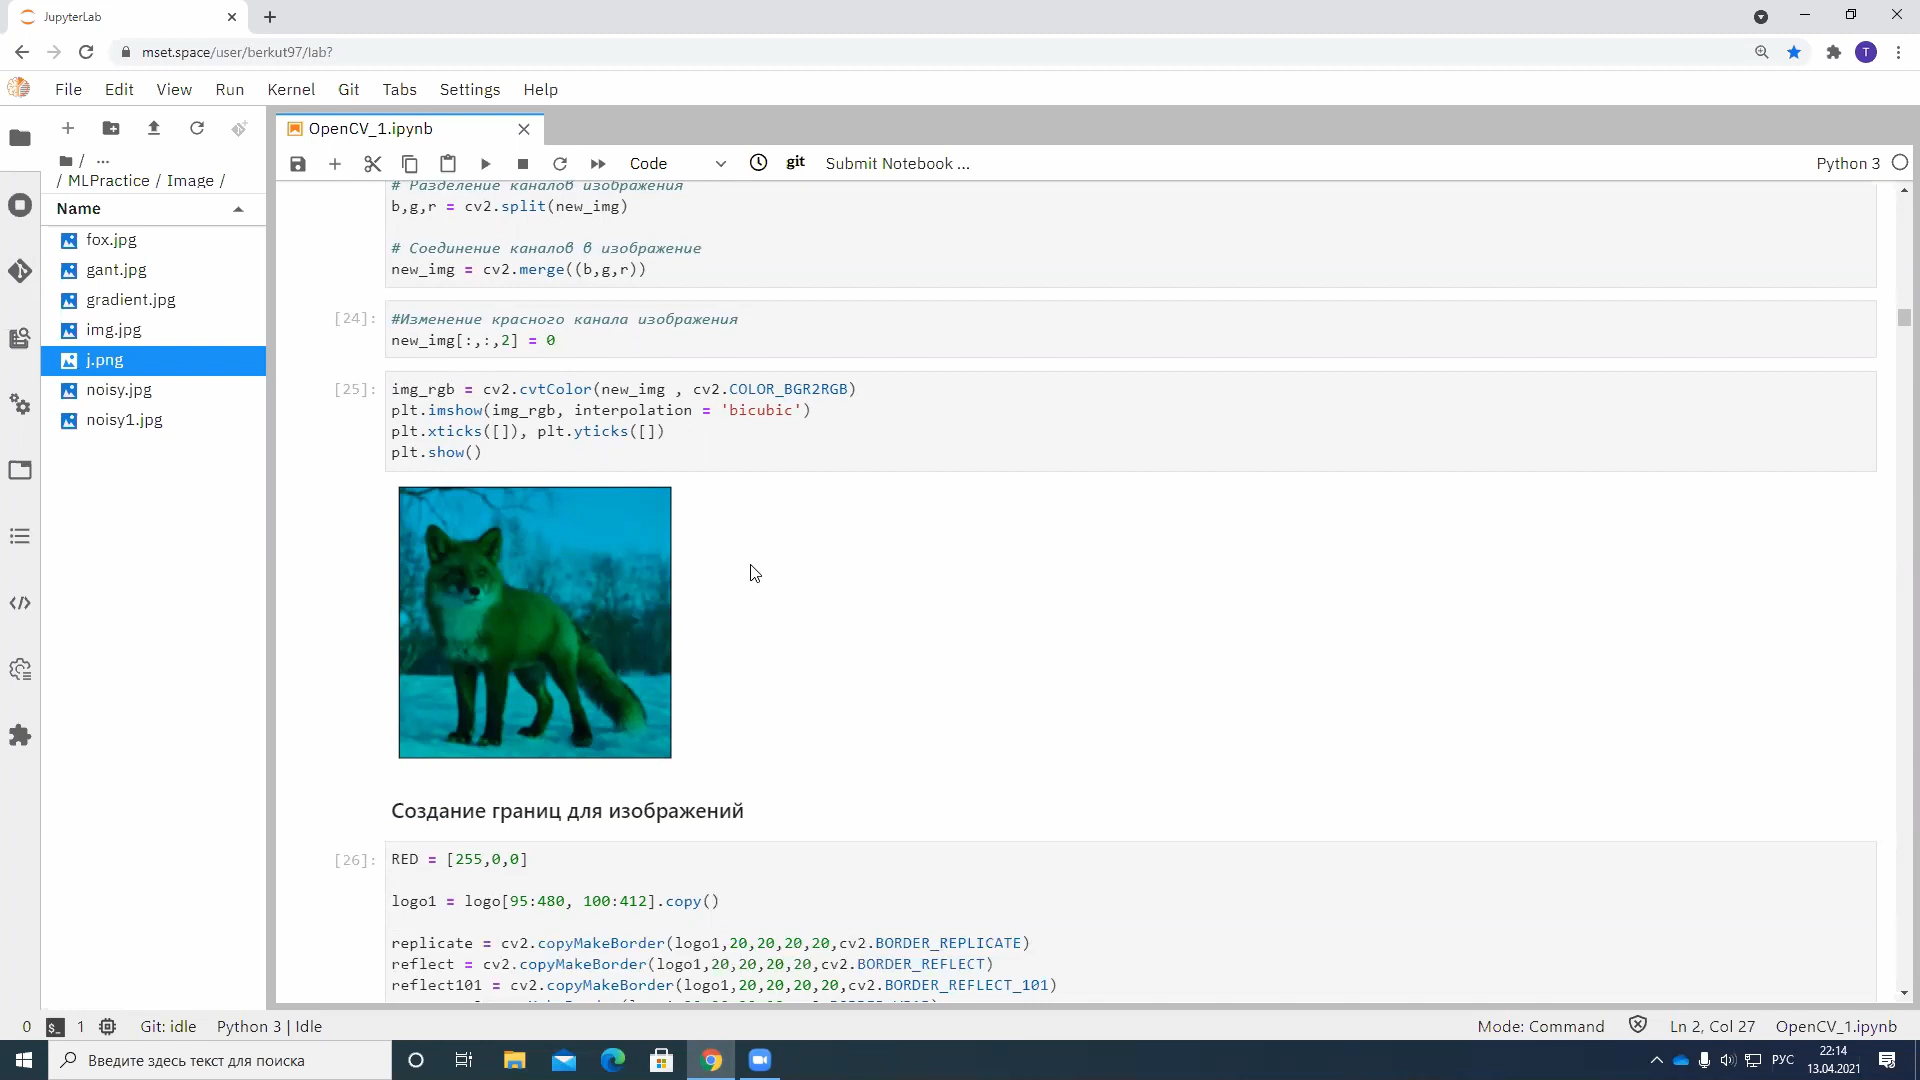 JupyterLab
mset.space/user/berkut97/lab?
T
File Edit View Run Kernel Git Tabs Settings Help
OpenCV_1.ipynb
/ ...
/ MLPractice / Image /
Code
git
Submit Notebook ...
Python 3
Name
fox.jpg
gant.jpg
gradient.jpg
img.jpg
j.png
noisy.jpg
noisy1.jpg
# Разделение каналов изображения
b,g,r = cv2.split(new_img)
# Соединение каналов в изображение
new_img = cv2.merge((b,g,r))
[24]:
#Изменение красного канала изображения
new_img[:,:,2] = 0
[25]:
img_rgb = cv2.cvtColor(new_img , cv2.COLOR_BGR2RGB)
plt.imshow(img_rgb, interpolation = 'bicubic')
plt.xticks([]), plt.yticks([])
plt.show()
Создание границ для изображений
[26]:
RED = [255,0,0]
logo1 = logo[95:480, 100:412].copy()
replicate = cv2.copyMakeBorder(logo1,20,20,20,20,cv2.BORDER_REPLICATE)
reflect = cv2.copyMakeBorder(logo1,20,20,20,20,cv2.BORDER_REFLECT)
reflect101 = cv2.copyMakeBorder(logo1,20,20,20,20,cv2.BORDER_REFLECT_101)
0 $_ 1 Git: idle Python 3 | Idle
Mode: Command Ln 2, Col 27 OpenCV_1.ipynb
Введите здесь текст для поиска
РУС
22:14
13.04.2021